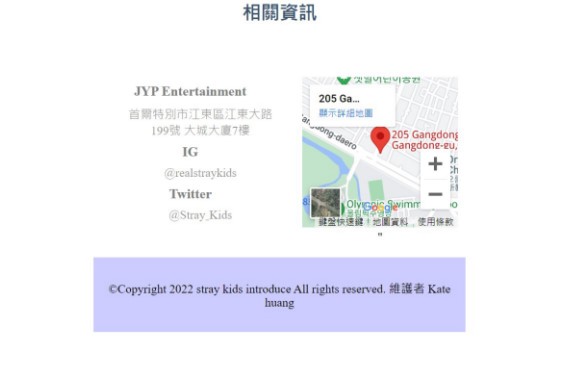 相關資訊
JYP Entertainment
首爾特別市江東區江東大路
199號 大城大廈7樓
IG
@realstraykids
Twitter
@Stray_Kids
205 Ga...
顯示詳細地圖
205 Gangdong
Gangdong-gu,
+
−
Olympic Swimm
Google
鍵盤快速鍵 地圖資料 使用條款
"
©Copyright 2022 stray kids introduce All rights reserved. 維護者 Kate
huang